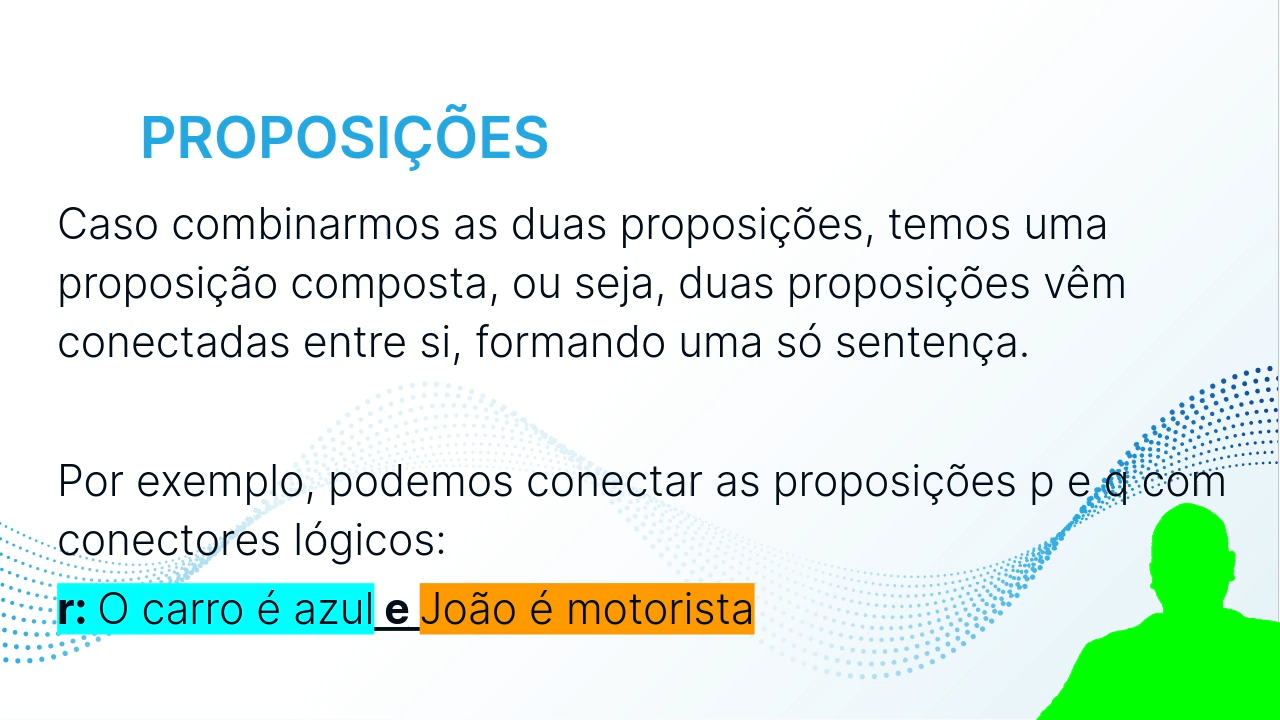 PROPOSIÇÕES
Caso combinarmos as duas proposições, temos uma
proposição composta, ou seja, duas proposições vêm
conectadas entre si, formando uma só sentença.
Por exemplo, podemos conectar as proposições p e q com
conectores lógicos:
r: O carro é azul e João é motorista